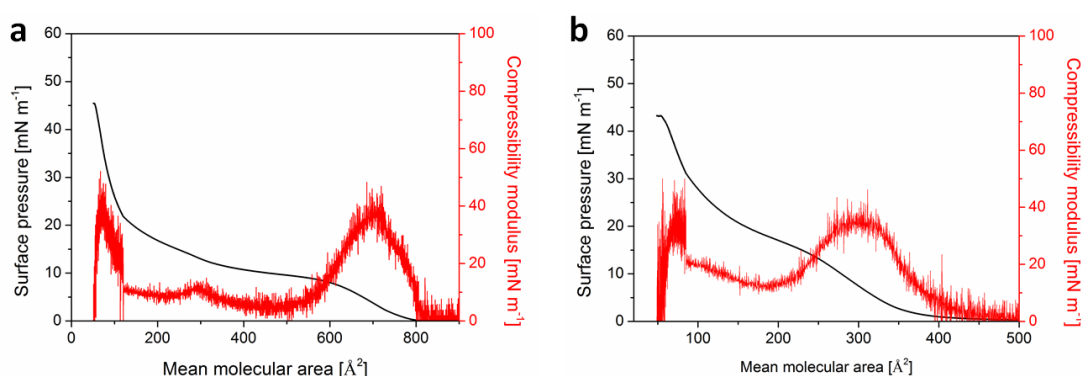 a
60
50
40
30
20
10
0
Surface pressure [mN m⁻¹]
0 200 400 600 800
Mean molecular area [Å²]
100
80
60
40
20
0
Compressibility modulus [mN m⁻¹]
b
60
50
40
30
20
10
0
Surface pressure [mN m⁻¹]
100 200 300 400 500
Mean molecular area [Å²]
100
80
60
40
20
0
Compressibility modulus [mN m⁻¹]